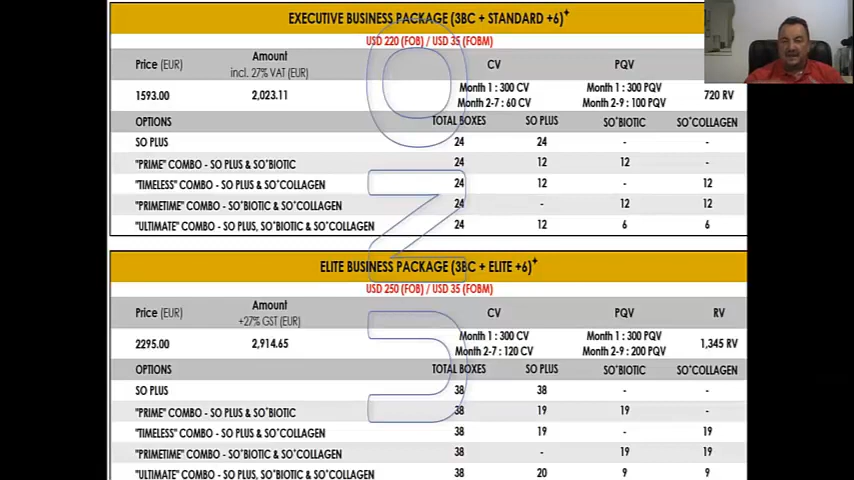 EXECUTIVE BUSINESS PACKAGE (3BC + STANDARD +6)+
USD 220 (FOB) / USD 35 (FOBM)
Price (EUR) Amount incl. 27% VAT (EUR) CV PQV
1593.00 2,023.11 Month 1 : 300 CV Month 2-7 : 60 CV Month 1 : 300 PQV Month 2-9 : 100 PQV 720 RV
OPTIONS TOTAL BOXES SO PLUS SO+BIOTIC SO+COLLAGEN
SO PLUS 24 24 - -
"PRIME" COMBO - SO PLUS & SO+BIOTIC 24 12 12 -
"TIMELESS" COMBO - SO PLUS & SO+COLLAGEN 24 12 - 12
"PRIMETIME" COMBO - SO+BIOTIC & SO+COLLAGEN 24 - 12 12
"ULTIMATE" COMBO - SO PLUS, SO+BIOTIC & SO+COLLAGEN 24 12 6 6
ELITE BUSINESS PACKAGE (3BC + ELITE +6)+
USD 250 (FOB) / USD 35 (FOBM)
Price (EUR) Amount +27% GST (EUR) CV PQV RV
2295.00 2,914.65 Month 1 : 300 CV Month 2-7 : 120 CV Month 1 : 300 PQV Month 2-9 : 200 PQV 1,345 RV
OPTIONS TOTAL BOXES SO PLUS SO+BIOTIC SO+COLLAGEN
SO PLUS 38 38 - -
"PRIME" COMBO - SO PLUS & SO+BIOTIC 38 19 19 -
"TIMELESS" COMBO - SO PLUS & SO+COLLAGEN 38 19 - 19
"PRIMETIME" COMBO - SO+BIOTIC & SO+COLLAGEN 38 - 19 19
"ULTIMATE" COMBO - SO PLUS, SO+BIOTIC & SO+COLLAGEN 38 20 9 9